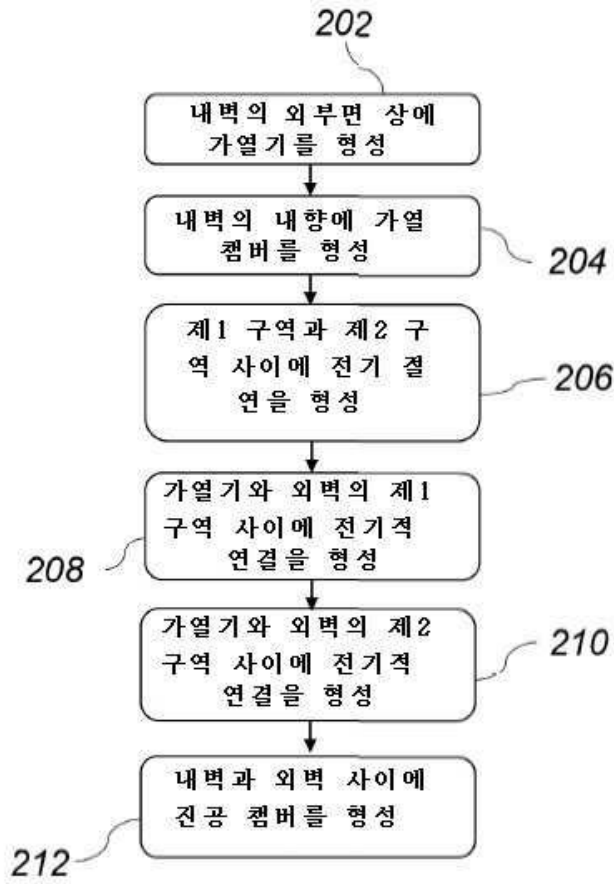 202
내벽의 외부면 상에
가열기를 형성
내벽의 내향에 가열
챔버를 형성
204
제1 구역과 제2 구
역 사이에 전기 절
연을 형성
206
가열기와 외벽의 제1
구역 사이에 전기적
연결을 형성
208
가열기와 외벽의 제2
구역 사이에 전기적
연결을 형성
210
내벽과 외벽 사이에
진공 챔버를 형성
212